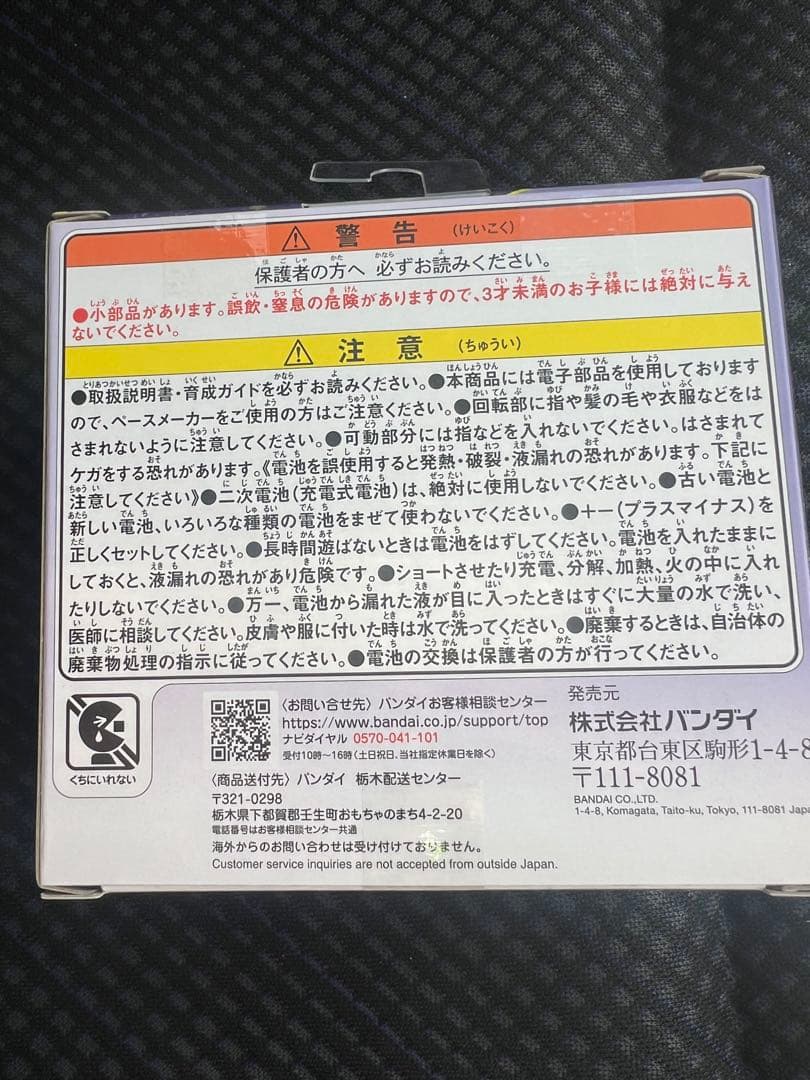 警告 (けいこく)
保護者の方へ 必ずお読みください。
●小部品があります。誤飲・窒息の危険がありますので、3才未満のお子様には絶対に与え
ないでください。
注意 (ちゅうい)
●取扱説明書・育成ガイドを必ずお読みください。●本商品には電子部品を使用しております
ので、ペースメーカーをご使用の方はご注意ください。●回転部に指や髪の毛や衣服などをは
さまれないように注意してください。●可動部分には指などを入れないでください。はさまれて
ケガをする恐れがあります。《電池を誤使用すると発熱・破裂・液漏れの恐れがあります。下記に
注意してください》●二次電池(充電式電池)は、絶対に使用しないでください。●古い電池と
新しい電池、いろいろな種類の電池をまぜて使わないでください。●+-(プラスマイナス)を
正しくセットしてください。●長時間遊ばないときは電池をはずしてください。電池を入れたままに
しておくと、液漏れの恐れがあり危険です。●ショートさせたり充電、分解、加熱、火の中に入れ
たりしないでください。●万一、電池から漏れた液が目に入ったときはすぐに大量の水で洗い、
医師に相談してください。皮膚や服に付いた時は水で洗ってください。●廃棄するときは、自治体の
廃棄物処理の指示に従ってください。●電池の交換は保護者の方が行ってください。
くちにいれない
〈お問い合せ先〉バンダイお客様相談センター
https://www.bandai.co.jp/support/top
ナビダイヤル 0570-041-101
受付10時~16時(土日祝日、当社指定休業日を除く)
〈商品送付先〉バンダイ 栃木配送センター
〒321-0298
栃木県下都賀郡壬生町おもちゃのまち4-2-20
電話番号はお客様相談センター共通
海外からのお問い合わせは受け付けておりません。
Customer service inquiries are not accepted from outside Japan.
発売元
株式会社バンダイ
東京都台東区駒形1-4-8
〒111-8081
BANDAI CO.,LTD.
1-4-8, Komagata, Taito-ku, Tokyo, 111-8081 Japa